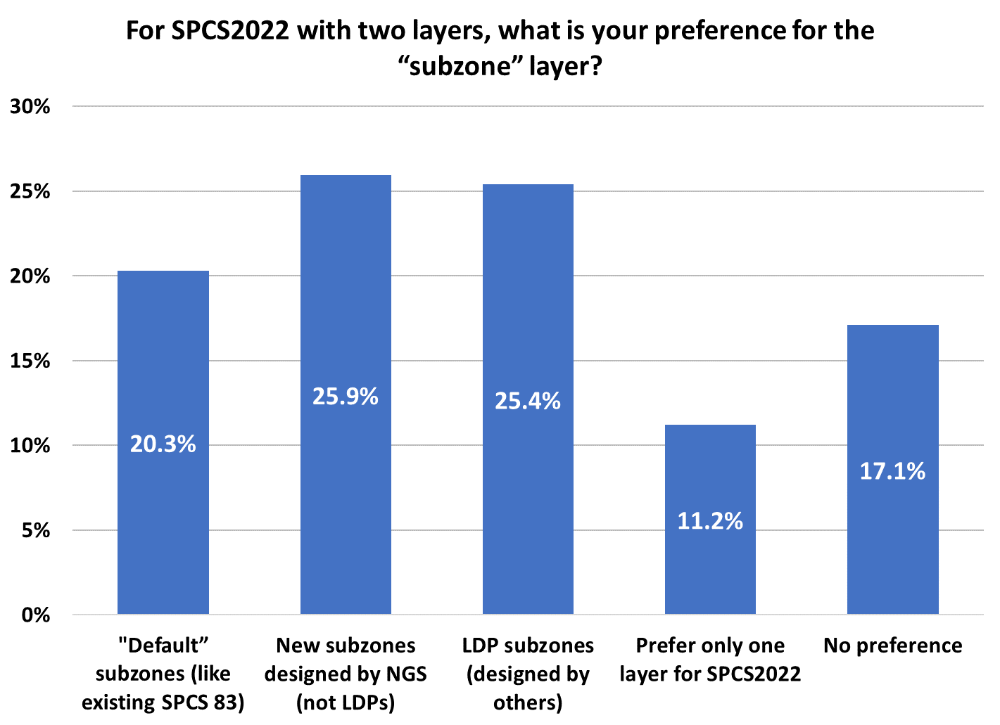 For SPCS2022 with two layers, what is your preference for the
“subzone” layer?
30%
25%
20%
15%
10%
5%
0%
20.3%
25.9%
25.4%
11.2%
17.1%
"Default”
subzones (like
existing SPCS 83)
New subzones
designed by NGS
(not LDPs)
LDP subzones
(designed by
others)
Prefer only one
layer for SPCS2022
No preference